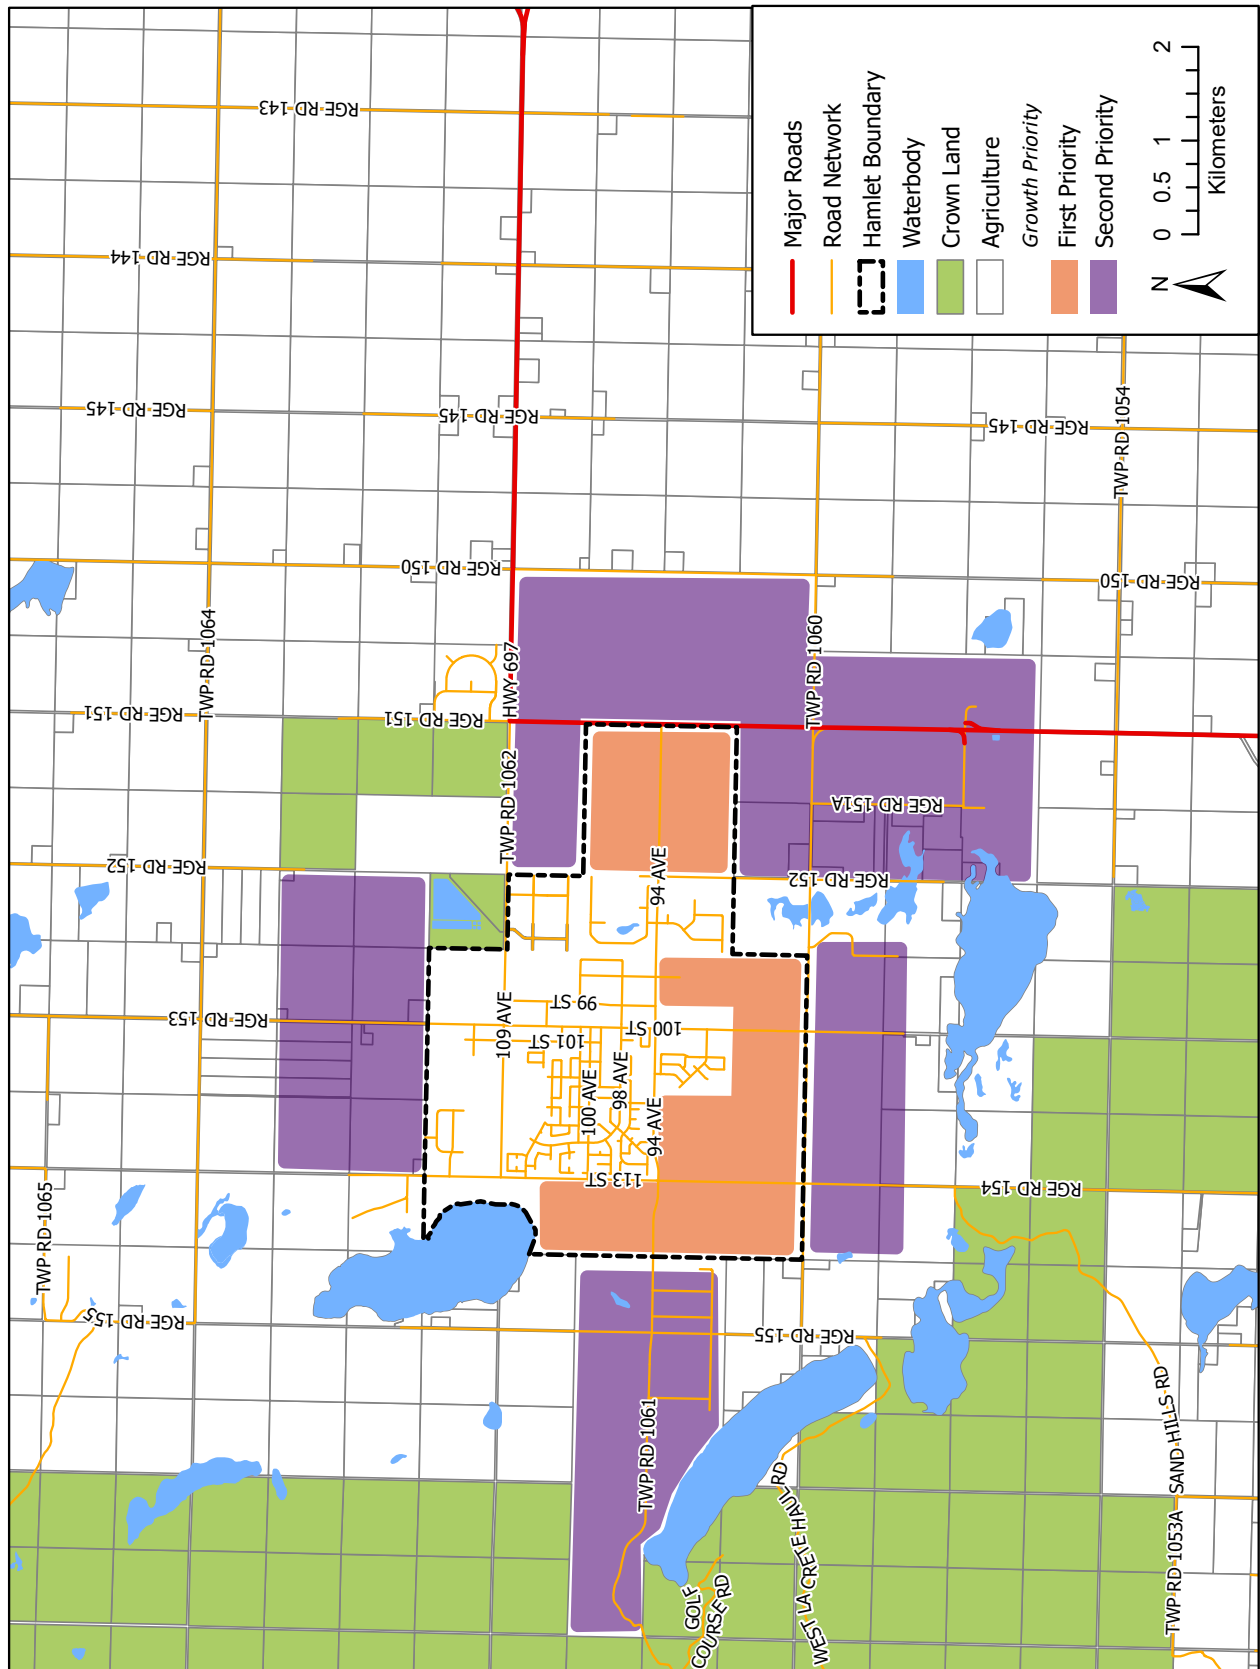 Major Roads
Road Network
Hamlet Boundary
Waterbody
Crown Land
Agriculture
Growth Priority
First Priority
Second Priority
N
0 0.5 1 2
Kilometers
RGE RD 143
RGE RD 144
RGE RD 145
RGE RD 145
RGE RD 145
TWP RD 1054
RGE RD 150
RGE RD 150
TWP RD 1064
HWY 697
TWP RD 1060
RGE RD 151
RGE RD 151
TWP RD 1062
RGE RD 151A
RGE RD 152
94 AVE
RGE RD 152
RGE RD 153
109 AVE
99 ST
100 ST
101 ST
98 AVE
100 AVE
94 AVE
113 ST
RGE RD 154
TWP RD 1065
RGE RD 155
RGE RD 155
TWP RD 1061
SAND HILLS RD
WEST LA CRETE HAUL RD
TWP RD 1053A
GOLF
COURSE RD